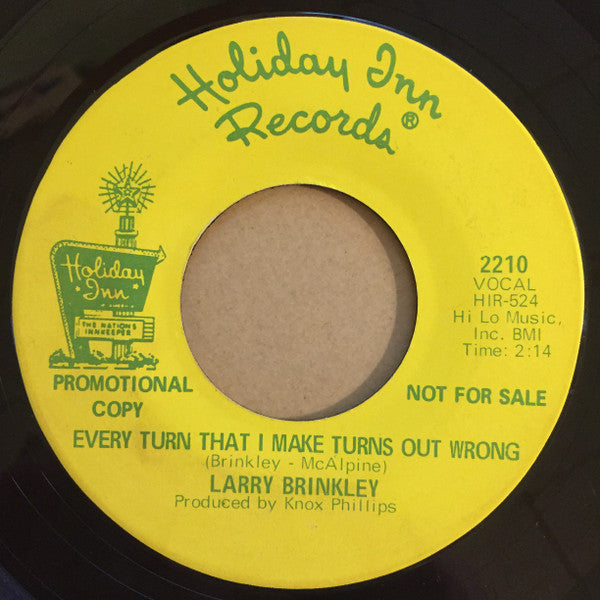 Holiday Inn
Records®
Holiday
Inn
THE NATION'S
INNKEEPER
PROMOTIONAL
COPY
2210
VOCAL
HIR-524
Hi Lo Music,
Inc. BMI
Time: 2:14
NOT FOR SALE
EVERY TURN THAT I MAKE TURNS OUT WRONG
(Brinkley - McAlpine)
LARRY BRINKLEY
Produced by Knox Phillips